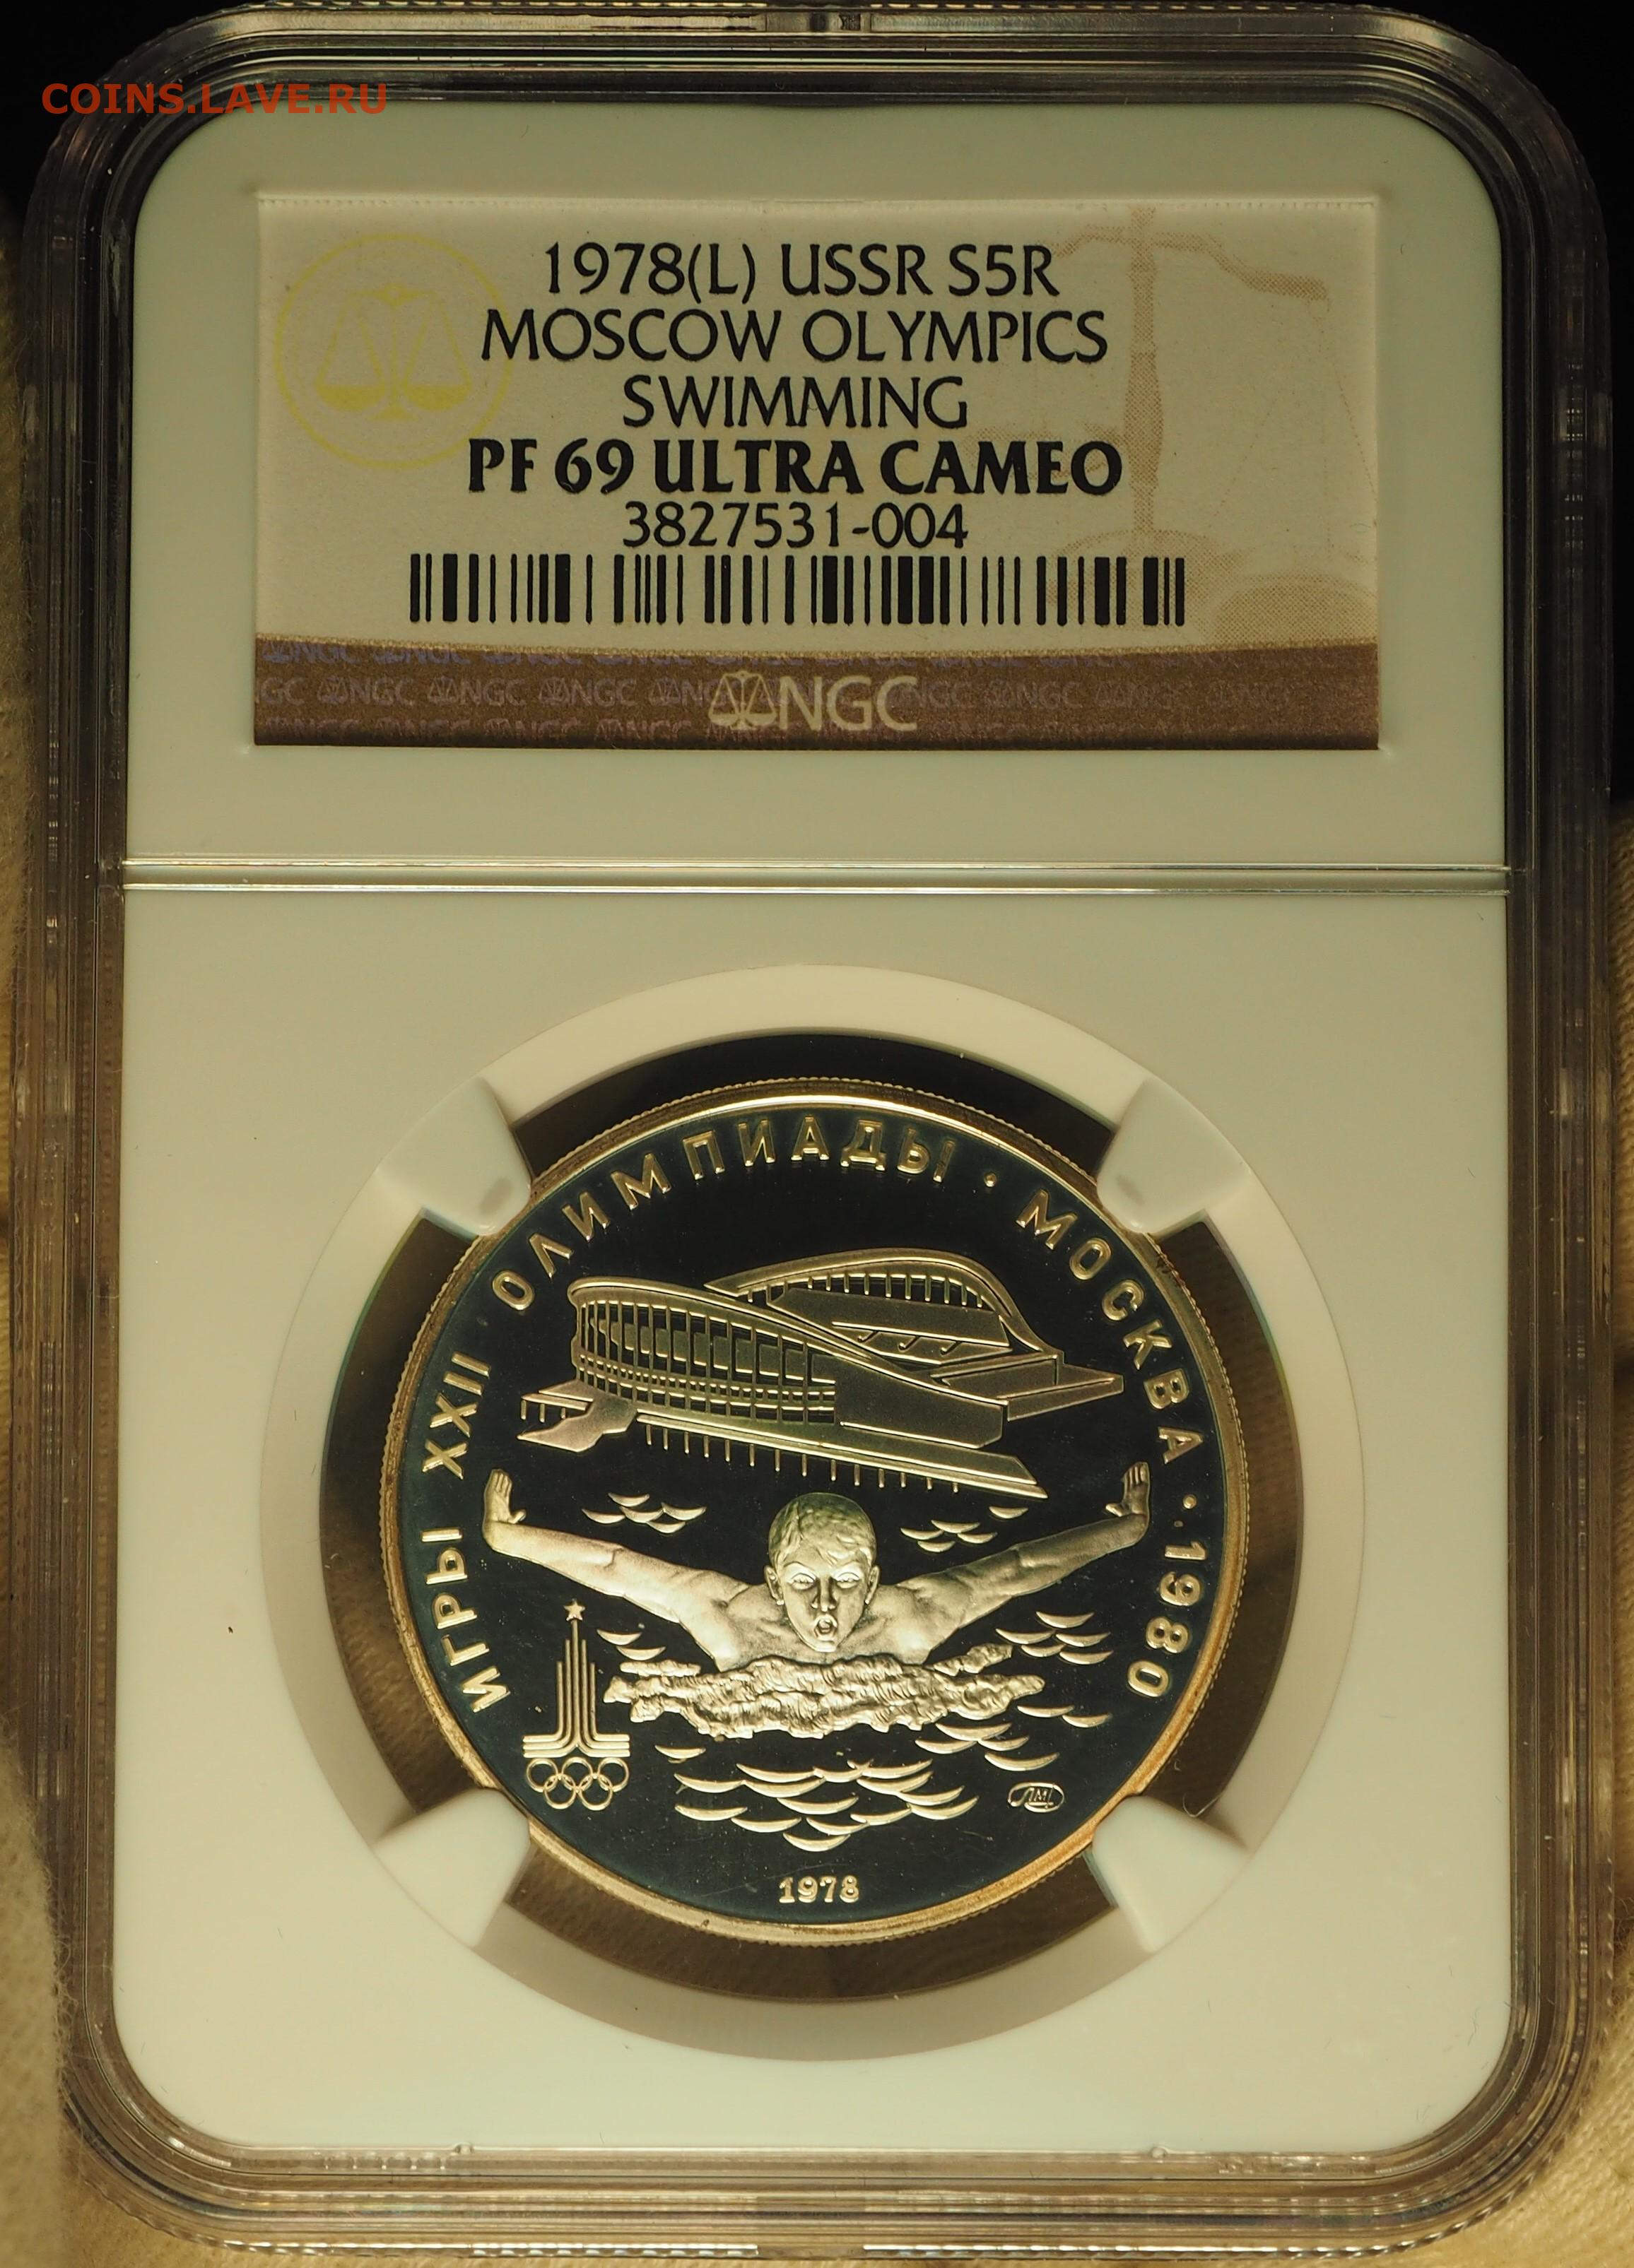 COINS.LAVE.RU
1978(L) USSR S5R
MOSCOW OLYMPICS
SWIMMING
PF 69 ULTRA CAMEO
3827531-004
NGC
ИГРЫ XXII ОЛИМПИАДЫ · МОСКВА · 1980
ЛМД
1978